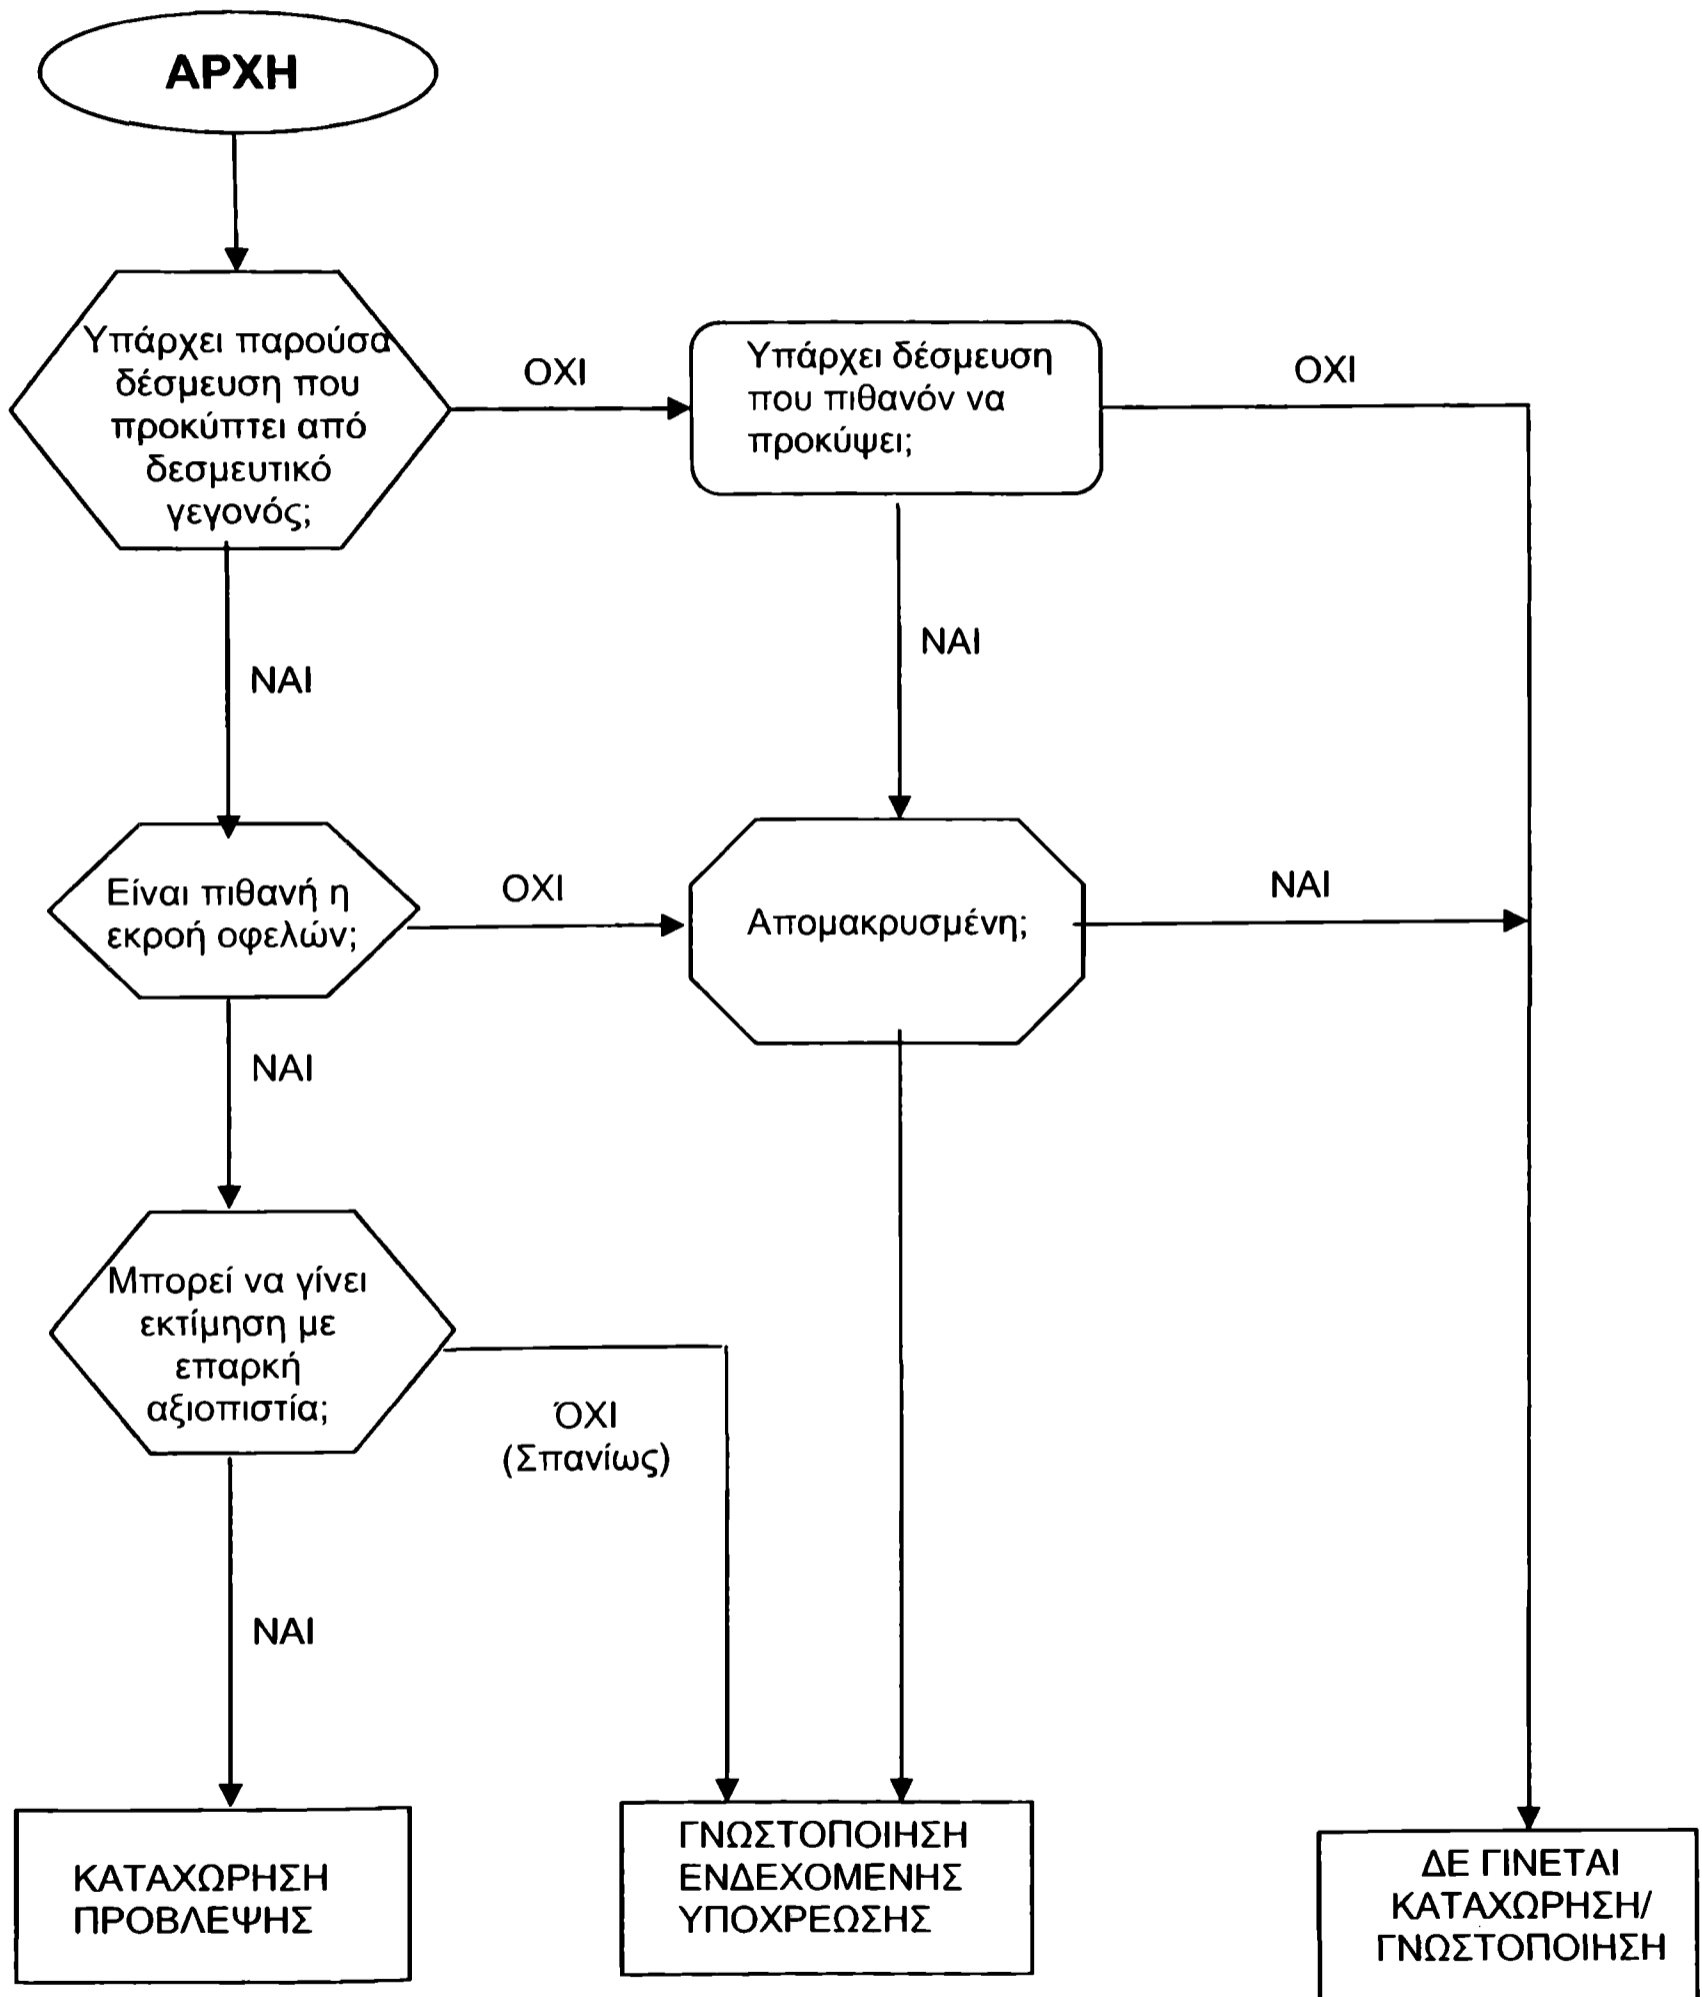 ΑΡΧΗ
Υπάρχει παρούσα
δέσμευση που
προκύπτει από
δεσμευτικό
γεγονός;
ΟΧΙ
Υπάρχει δέσμευση
που πιθανόν να
προκύψει;
ΟΧΙ
ΝΑΙ
ΝΑΙ
Είναι πιθανή η
εκροή οφελών;
ΟΧΙ
Απομακρυσμένη;
ΝΑΙ
ΝΑΙ
Μπορεί να γίνει
εκτίμηση με
επαρκή
αξιοπιστία;
ΌΧΙ
(Σπανίως)
ΝΑΙ
ΚΑΤΑΧΩΡΗΣΗ
ΠΡΟΒΛΕΨΗΣ
ΓΝΩΣΤΟΠΟΙΗΣΗ
ΕΝΔΕΧΟΜΕΝΗΣ
ΥΠΟΧΡΕΩΣΗΣ
ΔΕ ΓΙΝΕΤΑΙ
ΚΑΤΑΧΩΡΗΣΗ/
ΓΝΩΣΤΟΠΟΙΗΣΗ